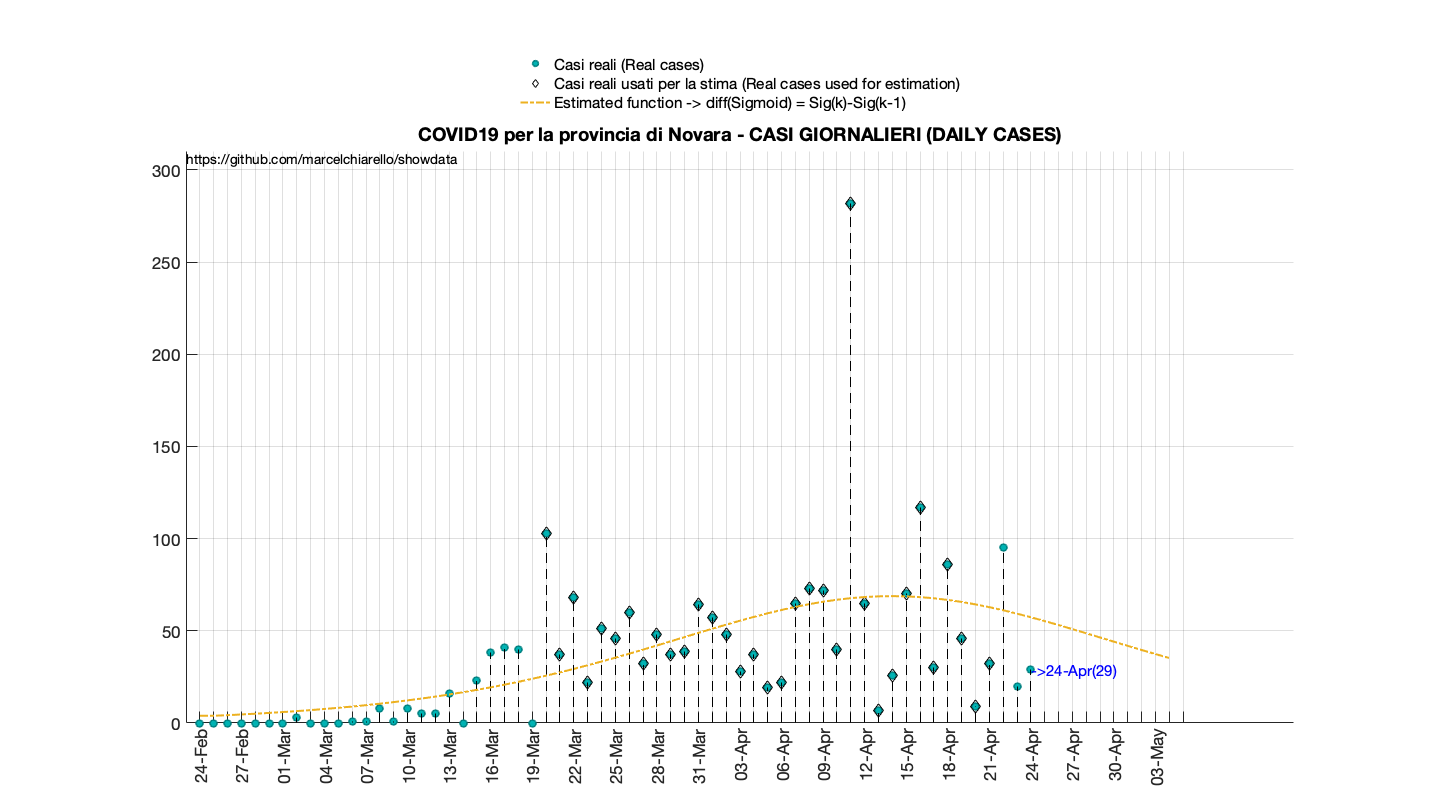 Casi reali (Real cases)
Casi reali usati per la stima (Real cases used for estimation)
Estimated function -> diff(Sigmoid) = Sig(k)-Sig(k-1)
COVID19 per la provincia di Novara - CASI GIORNALIERI (DAILY CASES)
https://github.com/marcelchiarello/showdata
300
250
200
150
100
50
0
->24-Apr(29)
24-Feb
27-Feb
01-Mar
04-Mar
07-Mar
10-Mar
13-Mar
16-Mar
19-Mar
22-Mar
25-Mar
28-Mar
31-Mar
03-Apr
06-Apr
09-Apr
12-Apr
15-Apr
18-Apr
21-Apr
24-Apr
27-Apr
30-Apr
03-May